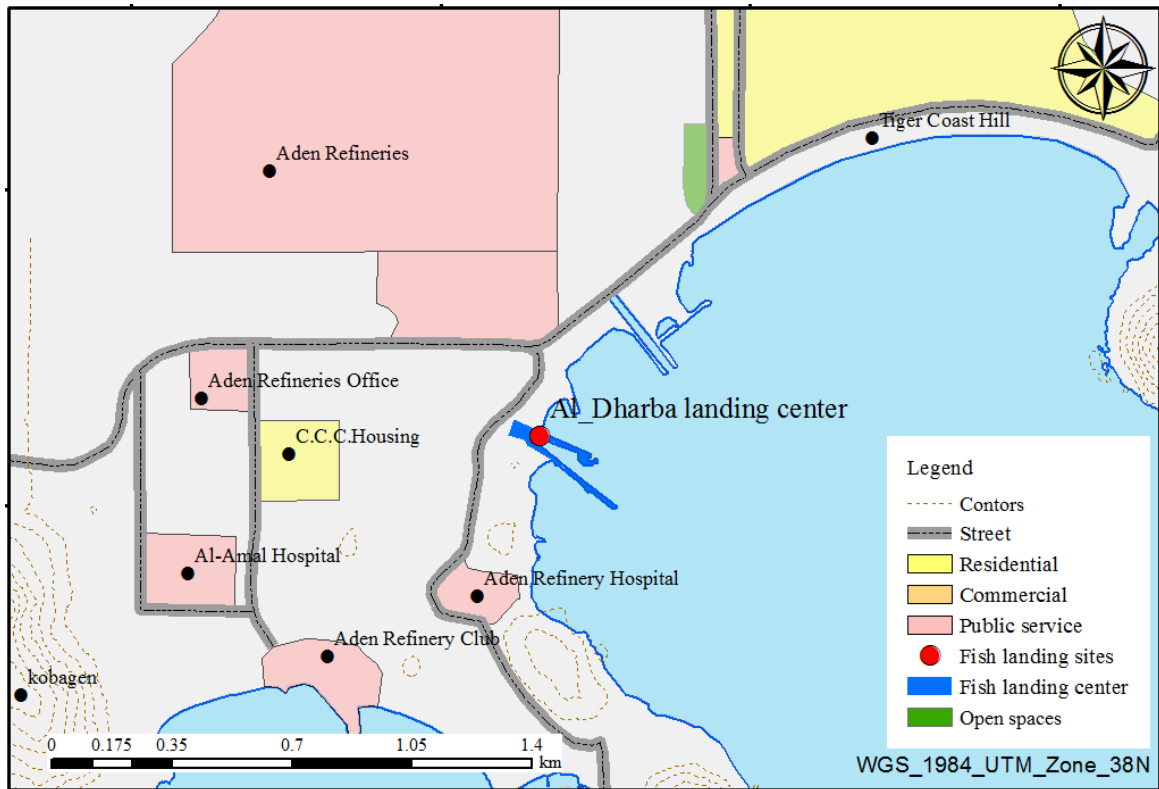 Tiger Coast Hill
Aden Refineries
Aden Refineries Office
Al_Dharba landing center
C.C.C.Housing
Al-Amal Hospital
Aden Refinery Hospital
Aden Refinery Club
kobagen
Legend
Contors
Street
Residential
Commercial
Public service
Fish landing sites
Fish landing center
Open spaces
0 0.175 0.35 0.7 1.05 1.4
km
WGS_1984_UTM_Zone_38N